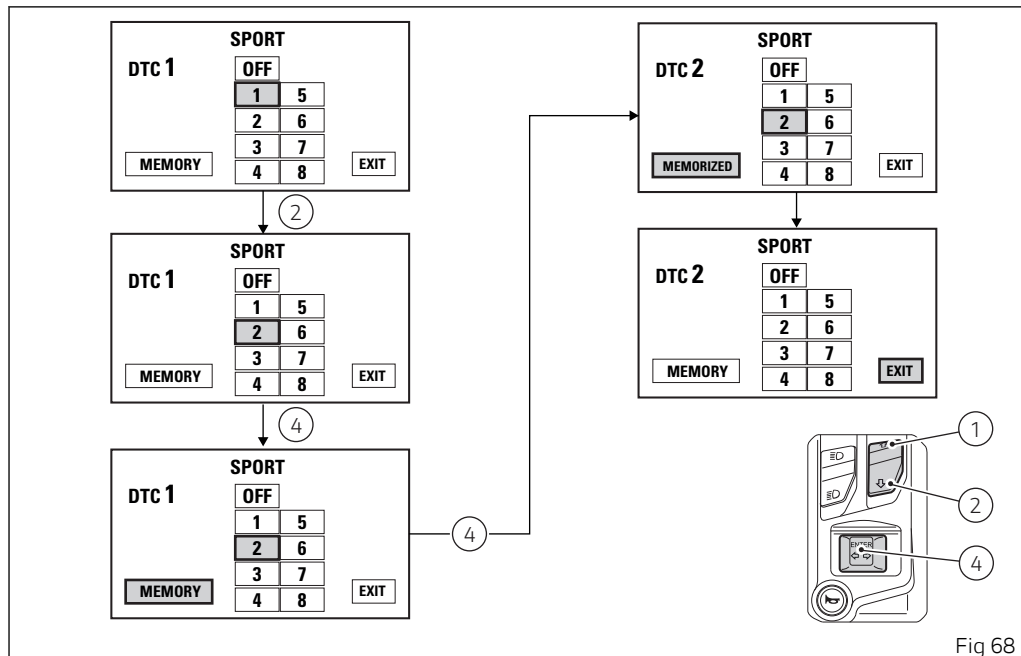 SPORT
DTC 1
OFF
1 5
2 6
3 7
4 8
MEMORY
EXIT
2
SPORT
DTC 1
OFF
1 5
2 6
3 7
4 8
MEMORY
EXIT
4
SPORT
DTC 1
OFF
1 5
2 6
3 7
4 8
MEMORY
EXIT
4
SPORT
DTC 2
OFF
1 5
2 6
3 7
4 8
MEMORIZED
EXIT
SPORT
DTC 2
OFF
1 5
2 6
3 7
4 8
MEMORY
EXIT
1
2
ENTER
4
Fig 68